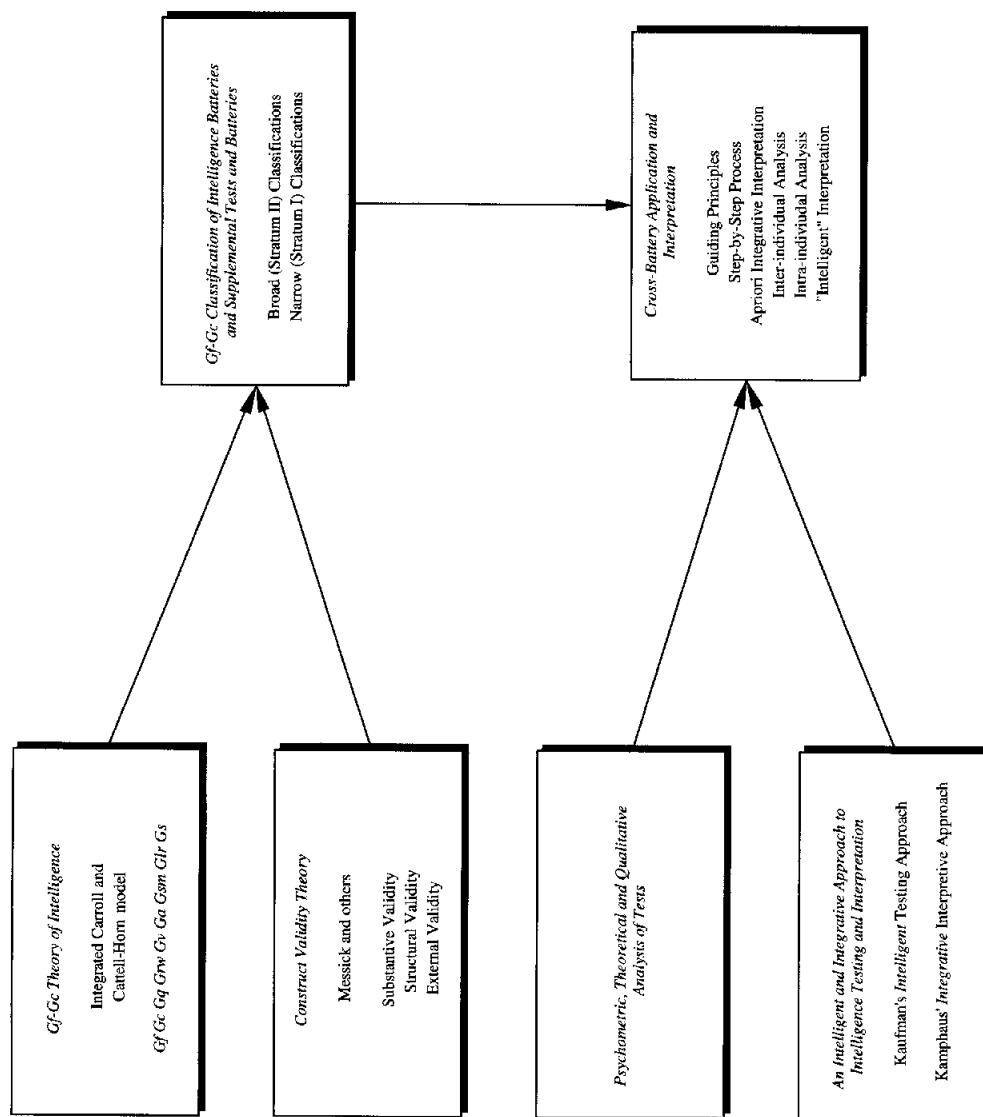 Gf-Gc Theory of Intelligence
Integrated Carroll and
Cattell-Horn model
Gf Gc Gq Grw Gv Ga Gsm Glr Gs
Construct Validity Theory
Messick and others
Substantive Validity
Structural Validity
External Validity
Psychometric, Theoretical and Qualitative
Analysis of Tests
An Intelligent and Integrative Approach to
Intelligence Testing and Interpretation
Kaufman's Intelligent Testing Approach
Kamphaus' Integrative Interpretive Approach
Gf-Gc Classification of Intelligence Batteries
and Supplemental Tests and Batteries
Broad (Stratum II) Classifications
Narrow (Stratum I) Classifications
Cross-Battery Application and
Interpretation
Guiding Principles
Step-by-Step Process
Apriori Integrative Interpretation
Inter-individual Analysis
Intra-indiviudal Analysis
"Intelligent" Interpretation